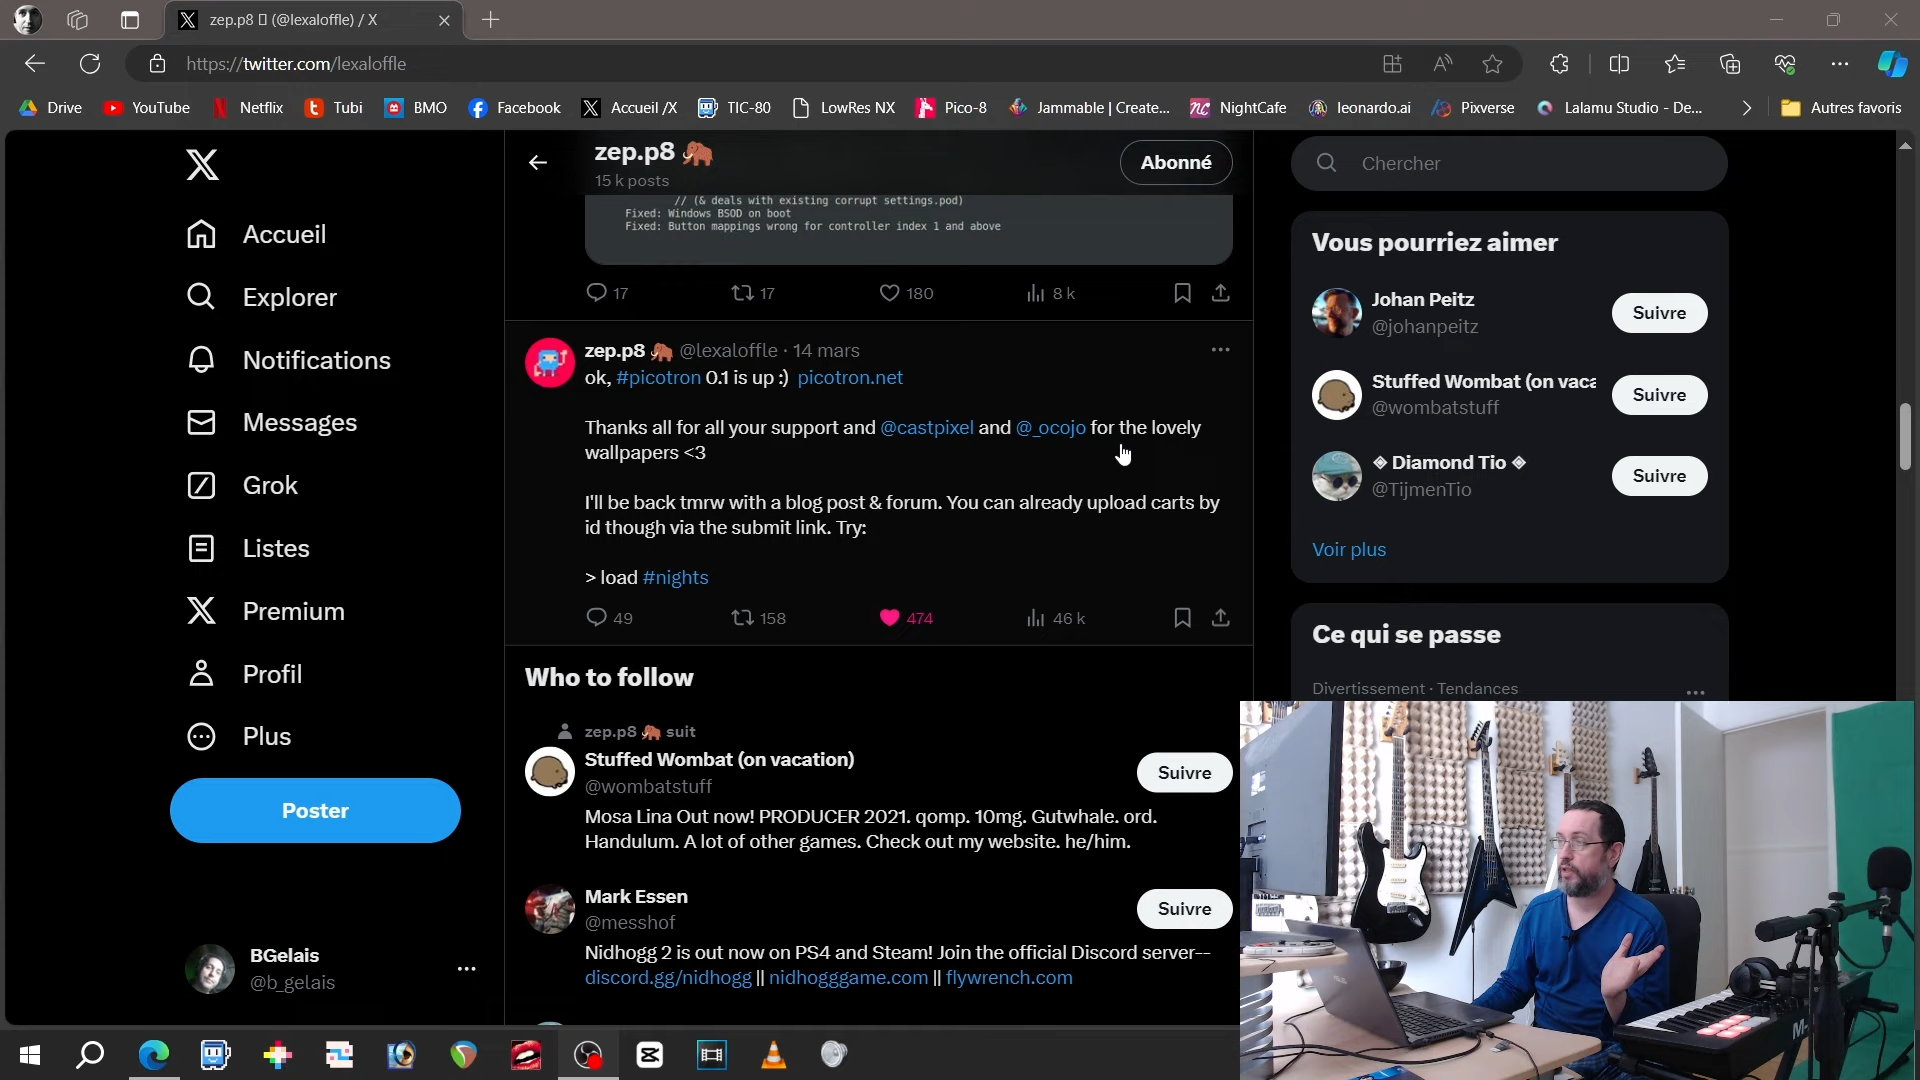 zep.p8 (@lexaloffle) / X
https://twitter.com/lexaloffle
Drive
YouTube
Netflix
Tubi
BMO
Facebook
Accueil /X
TIC-80
LowRes NX
Pico-8
Jammable | Create...
NightCafe
leonardo.ai
Pixverse
Lalamu Studio - De...
Autres favoris
Accueil
Explorer
Notifications
Messages
Grok
Listes
Premium
Profil
Plus
Poster
BGelais
@b_gelais
zep.p8
15 k posts
Abonné
// (& deals with existing corrupt settings.pod)
Fixed: Windows BSOD on boot
Fixed: Button mappings wrong for controller index 1 and above
17
17
180
8 k
zep.p8 @lexaloffle · 14 mars
ok, #picotron 0.1 is up :) picotron.net
Thanks all for all your support and @castpixel and @_ocojo for the lovely
wallpapers <3
I'll be back tmrw with a blog post & forum. You can already upload carts by
id though via the submit link. Try:
> load #nights
49
158
474
46 k
Who to follow
zep.p8 suit
Stuffed Wombat (on vacation)
@wombatstuff
Suivre
Mosa Lina Out now! PRODUCER 2021. qomp. 10mg. Gutwhale. ord.
Handulum. A lot of other games. Check out my website. he/him.
Mark Essen
@messhof
Suivre
Nidhogg 2 is out now on PS4 and Steam! Join the official Discord server--
discord.gg/nidhogg || nidhogggame.com || flywrench.com
Chercher
Vous pourriez aimer
Johan Peitz
@johanpeitz
Suivre
Stuffed Wombat (on vaca
@wombatstuff
Suivre
◈ Diamond Tio ◈
@TijmenTio
Suivre
Voir plus
Ce qui se passe
Divertissement · Tendances